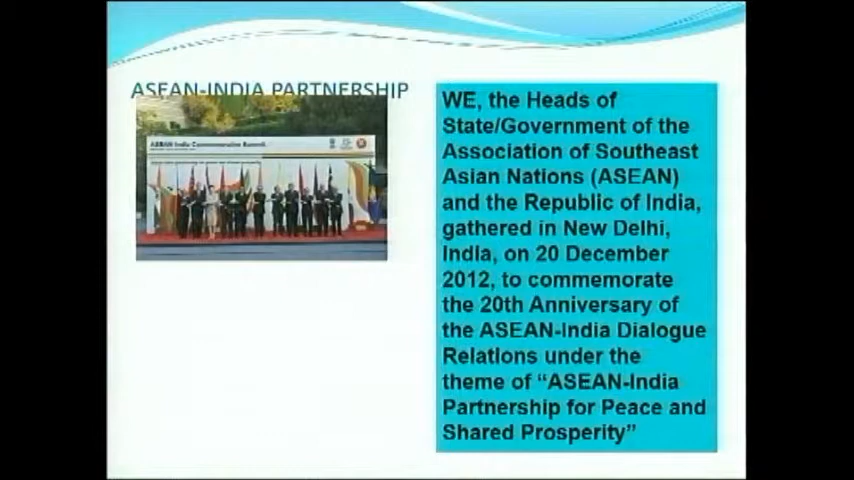 ASEAN-INDIA PARTNERSHIP
ASEAN India Commemorative Summit
WE, the Heads of
State/Government of the
Association of Southeast
Asian Nations (ASEAN)
and the Republic of India,
gathered in New Delhi,
India, on 20 December
2012, to commemorate
the 20th Anniversary of
the ASEAN-India Dialogue
Relations under the
theme of “ASEAN-India
Partnership for Peace and
Shared Prosperity”